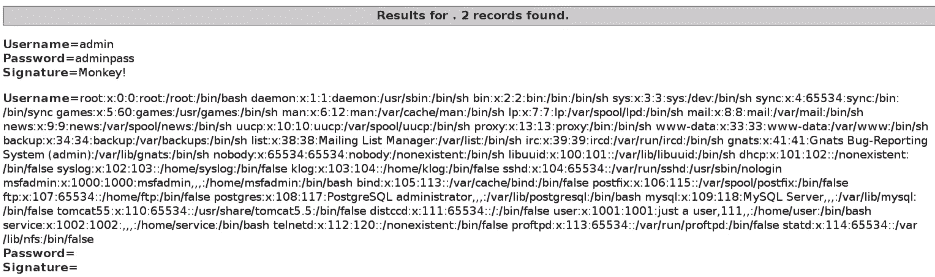 Results for . 2 records found.
Username=admin
Password=adminpass
Signature=Monkey!
Username=root:x:0:0:root:/root:/bin/bash daemon:x:1:1:daemon:/usr/sbin:/bin/sh bin:x:2:2:bin:/bin:/bin/sh sys:x:3:3:sys:/dev:/bin/sh sync:x:4:65534:sync:/bin:
/bin/sync games:x:5:60:games:/usr/games:/bin/sh man:x:6:12:man:/var/cache/man:/bin/sh lp:x:7:7:lp:/var/spool/lpd:/bin/sh mail:x:8:8:mail:/var/mail:/bin/sh
news:x:9:9:news:/var/spool/news:/bin/sh uucp:x:10:10:uucp:/var/spool/uucp:/bin/sh proxy:x:13:13:proxy:/bin:/bin/sh www-data:x:33:33:www-data:/var/www:/bin/sh
backup:x:34:34:backup:/var/backups:/bin/sh list:x:38:38:Mailing List Manager:/var/list:/bin/sh irc:x:39:39:ircd:/var/run/ircd:/bin/sh gnats:x:41:41:Gnats Bug-Reporting
System (admin):/var/lib/gnats:/bin/sh nobody:x:65534:65534:nobody:/nonexistent:/bin/sh libuuid:x:100:101::/var/lib/libuuid:/bin/sh dhcp:x:101:102::/nonexistent:
/bin/false syslog:x:102:103::/home/syslog:/bin/false klog:x:103:104::/home/klog:/bin/false sshd:x:104:65534::/var/run/sshd:/usr/sbin/nologin
msfadmin:x:1000:1000:msfadmin,,,:/home/msfadmin:/bin/bash bind:x:105:113::/var/cache/bind:/bin/false postfix:x:106:115::/var/spool/postfix:/bin/false
ftp:x:107:65534::/home/ftp:/bin/false postgres:x:108:117:PostgreSQL administrator,,,:/var/lib/postgresql:/bin/bash mysql:x:109:118:MySQL Server,,,:/var/lib/mysql:
/bin/false tomcat55:x:110:65534::/usr/share/tomcat5.5:/bin/false distccd:x:111:65534::/:/bin/false user:x:1001:1001:just a user,111,,:/home/user:/bin/bash
service:x:1002:1002:,,,:/home/service:/bin/bash telnetd:x:112:120::/nonexistent:/bin/false proftpd:x:113:65534::/var/run/proftpd:/bin/false statd:x:114:65534::/var
/lib/nfs:/bin/false
Password=
Signature=